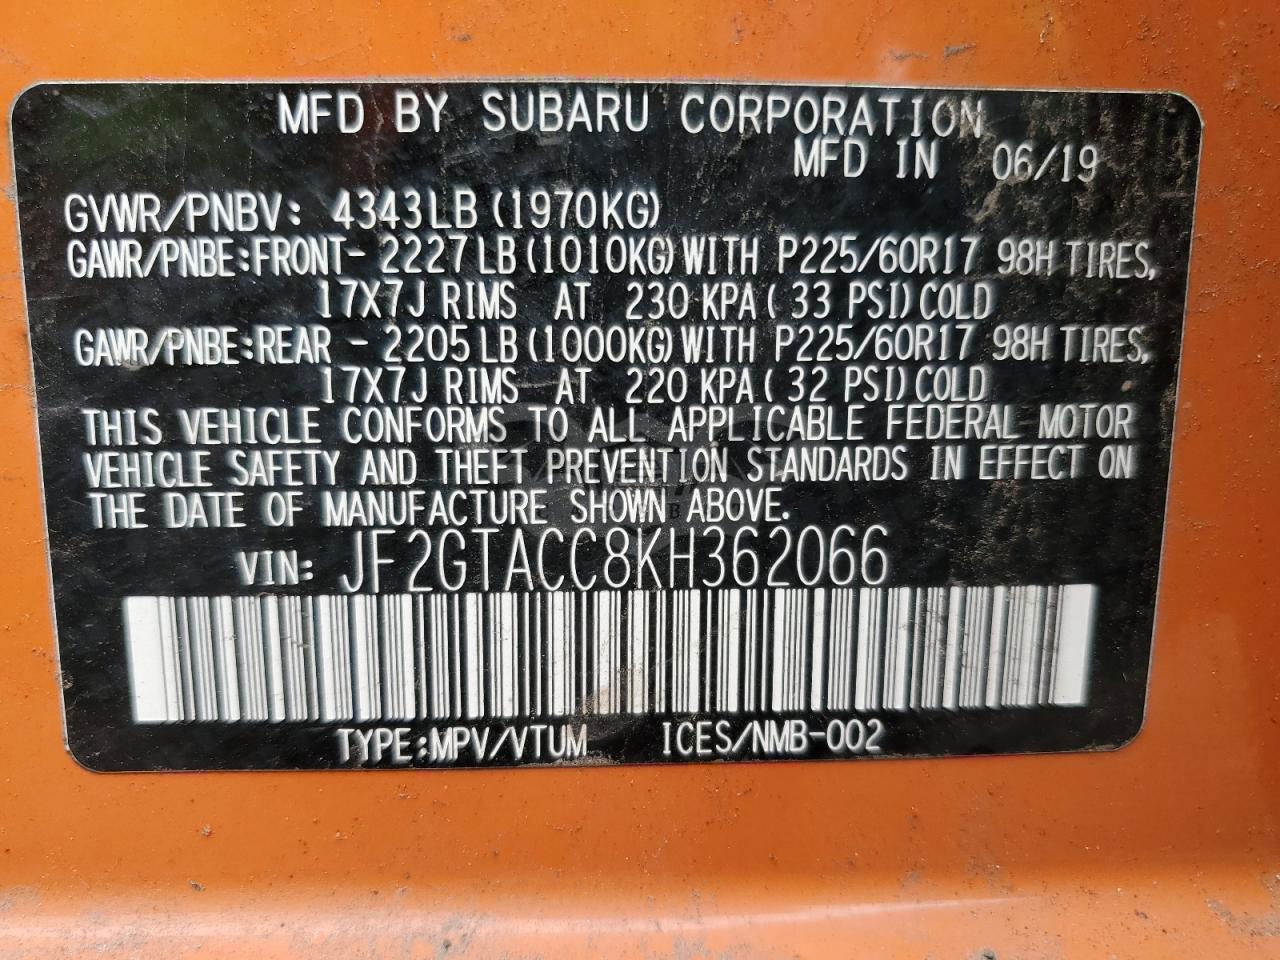 MFD BY SUBARU CORPORATION
MFD IN 06/19
GVWR/PNBV: 4343LB (1970KG)
GAWR/PNBE:FRONT- 2227LB (1010KG) WITH P225/60R17 98H TIRES,
17X7J RIMS AT 230 KPA ( 33 PSI) COLD
GAWR/PNBE:REAR - 2205LB (1000KG) WITH P225/60R17 98H TIRES,
17X7J RIMS AT 220 KPA ( 32 PSI) COLD
THIS VEHICLE CONFORMS TO ALL APPLICABLE FEDERAL MOTOR
VEHICLE SAFETY AND THEFT PREVENTION STANDARDS IN EFFECT ON
THE DATE OF MANUFACTURE SHOWN ABOVE.
VIN: JF2GTACC8KH362066
TYPE:MPV/VTUM ICES/NMB-002